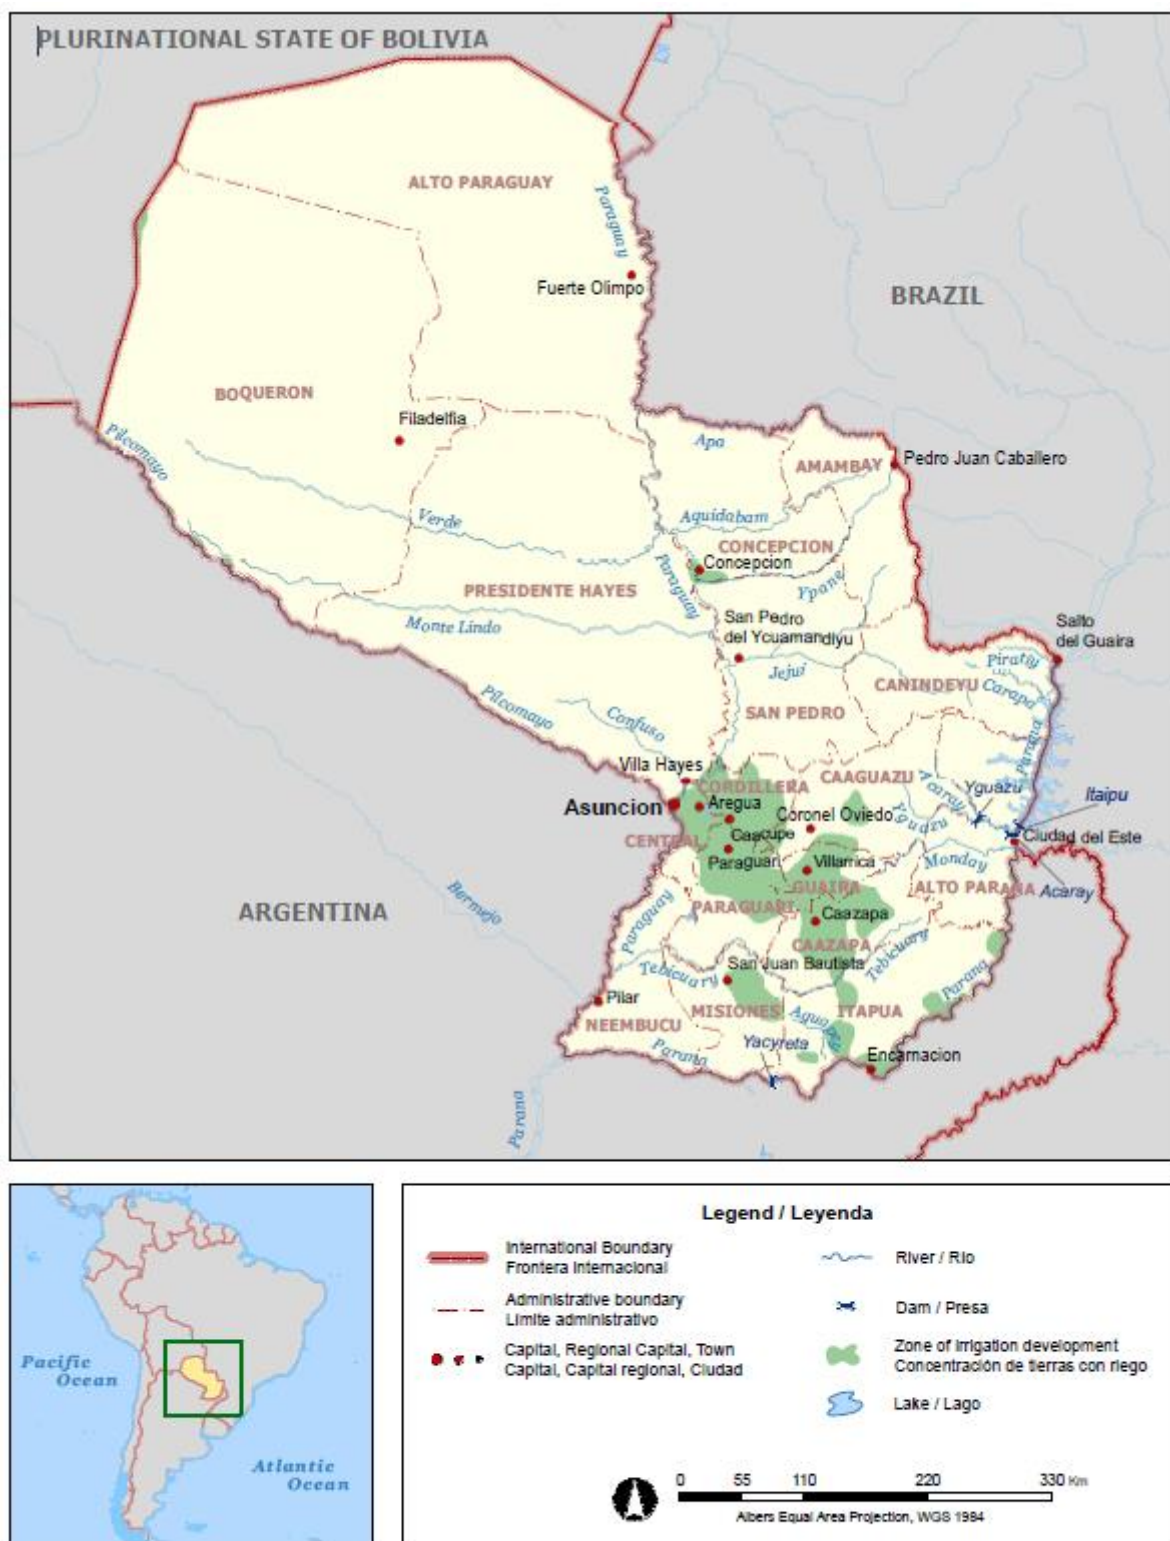 PLURINATIONAL STATE OF BOLIVIA
ALTO PARAGUAY
Paraguay
Fuerte Olimpo
BRAZIL
BOQUERON
Filadelfia
Pilcomayo
Apa
AMAMBAY
Pedro Juan Caballero
Verde
Aquidabam
CONCEPCION
Concepcion
Paraguay
Ypane
PRESIDENTE HAYES
Monte Lindo
San Pedro
del Ycuamandiyu
Salto
del Guaira
Jejui
Piratiy
CANINDEYU
Carapa
Pilcomayo
Confuso
SAN PEDRO
Parana
Villa Hayes
CORDILLERA
CAAGUAZU
Acaray
Yguazu
Itaipu
Asuncion
Aregua
Coronel Oviedo
Yguazu
Ciudad del Este
CENTRAL
Caacupe
Paraguari
Villarrica
Monday
GUAIRA
ALTO PARANA
Acaray
Bermejo
ARGENTINA
Paraguay
PARAGUARI
Caazapa
CAAZAPA
Tebicuary
Tebicuary
San Juan Bautista
Parana
Pilar
MISIONES
ITAPUA
NEEMBUCU
Aguapey
Yacyreta
Parana
Encarnacion
Parana
Pacific
Ocean
Atlantic
Ocean
Legend / Leyenda
International Boundary
Frontera Internacional
River / Rio
Administrative boundary
Limite administrativo
Dam / Presa
Capital, Regional Capital, Town
Capital, Capital regional, Ciudad
Zone of irrigation development
Concentración de tierras con riego
Lake / Lago
0 55 110 220 330 Km
Albers Equal Area Projection, WGS 1984